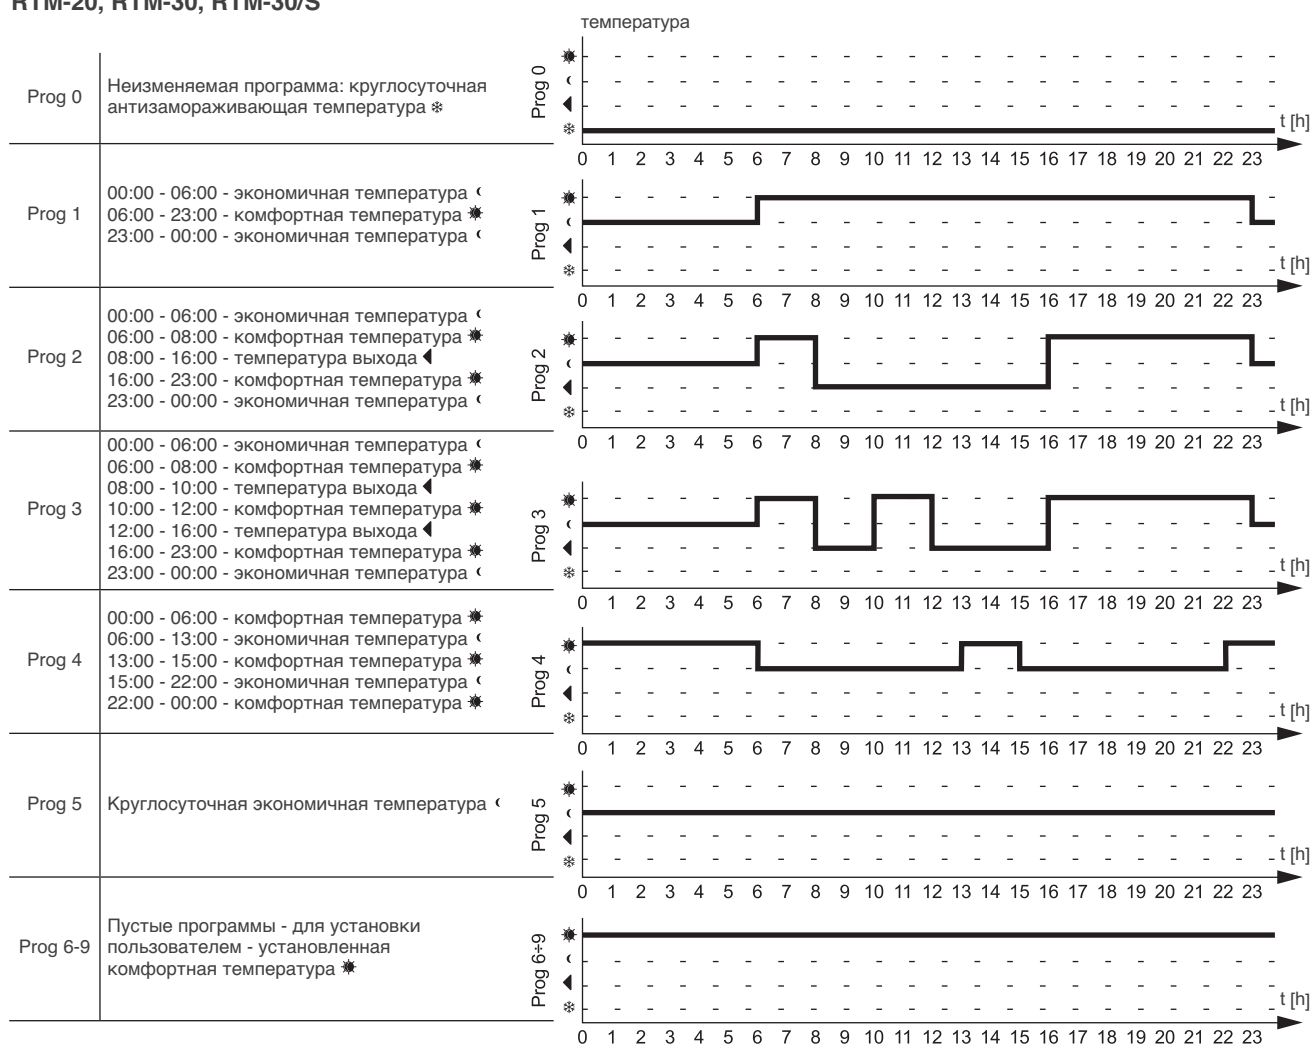 RTM-20, RTM-30, RTM-30/S
температура
Prog 0
Неизменяемая программа: круглосуточная
антизамораживающая температура ❄
Prog 0
t [h]
0 1 2 3 4 5 6 7 8 9 10 11 12 13 14 15 16 17 18 19 20 21 22 23
Prog 1
00:00 - 06:00 - экономичная температура
06:00 - 23:00 - комфортная температура
23:00 - 00:00 - экономичная температура
Prog 1
t [h]
0 1 2 3 4 5 6 7 8 9 10 11 12 13 14 15 16 17 18 19 20 21 22 23
Prog 2
00:00 - 06:00 - экономичная температура
06:00 - 08:00 - комфортная температура
08:00 - 16:00 - температура выхода
16:00 - 23:00 - комфортная температура
23:00 - 00:00 - экономичная температура
Prog 2
t [h]
0 1 2 3 4 5 6 7 8 9 10 11 12 13 14 15 16 17 18 19 20 21 22 23
Prog 3
00:00 - 06:00 - экономичная температура
06:00 - 08:00 - комфортная температура
08:00 - 10:00 - температура выхода
10:00 - 12:00 - комфортная температура
12:00 - 16:00 - температура выхода
16:00 - 23:00 - комфортная температура
23:00 - 00:00 - экономичная температура
Prog 3
t [h]
0 1 2 3 4 5 6 7 8 9 10 11 12 13 14 15 16 17 18 19 20 21 22 23
Prog 4
00:00 - 06:00 - комфортная температура
06:00 - 13:00 - экономичная температура
13:00 - 15:00 - комфортная температура
15:00 - 22:00 - экономичная температура
22:00 - 00:00 - комфортная температура
Prog 4
t [h]
0 1 2 3 4 5 6 7 8 9 10 11 12 13 14 15 16 17 18 19 20 21 22 23
Prog 5
Круглосуточная экономичная температура
Prog 5
t [h]
0 1 2 3 4 5 6 7 8 9 10 11 12 13 14 15 16 17 18 19 20 21 22 23
Prog 6-9
Пустые программы - для установки
пользователем - установленная
комфортная температура
Prog 6÷9
t [h]
0 1 2 3 4 5 6 7 8 9 10 11 12 13 14 15 16 17 18 19 20 21 22 23